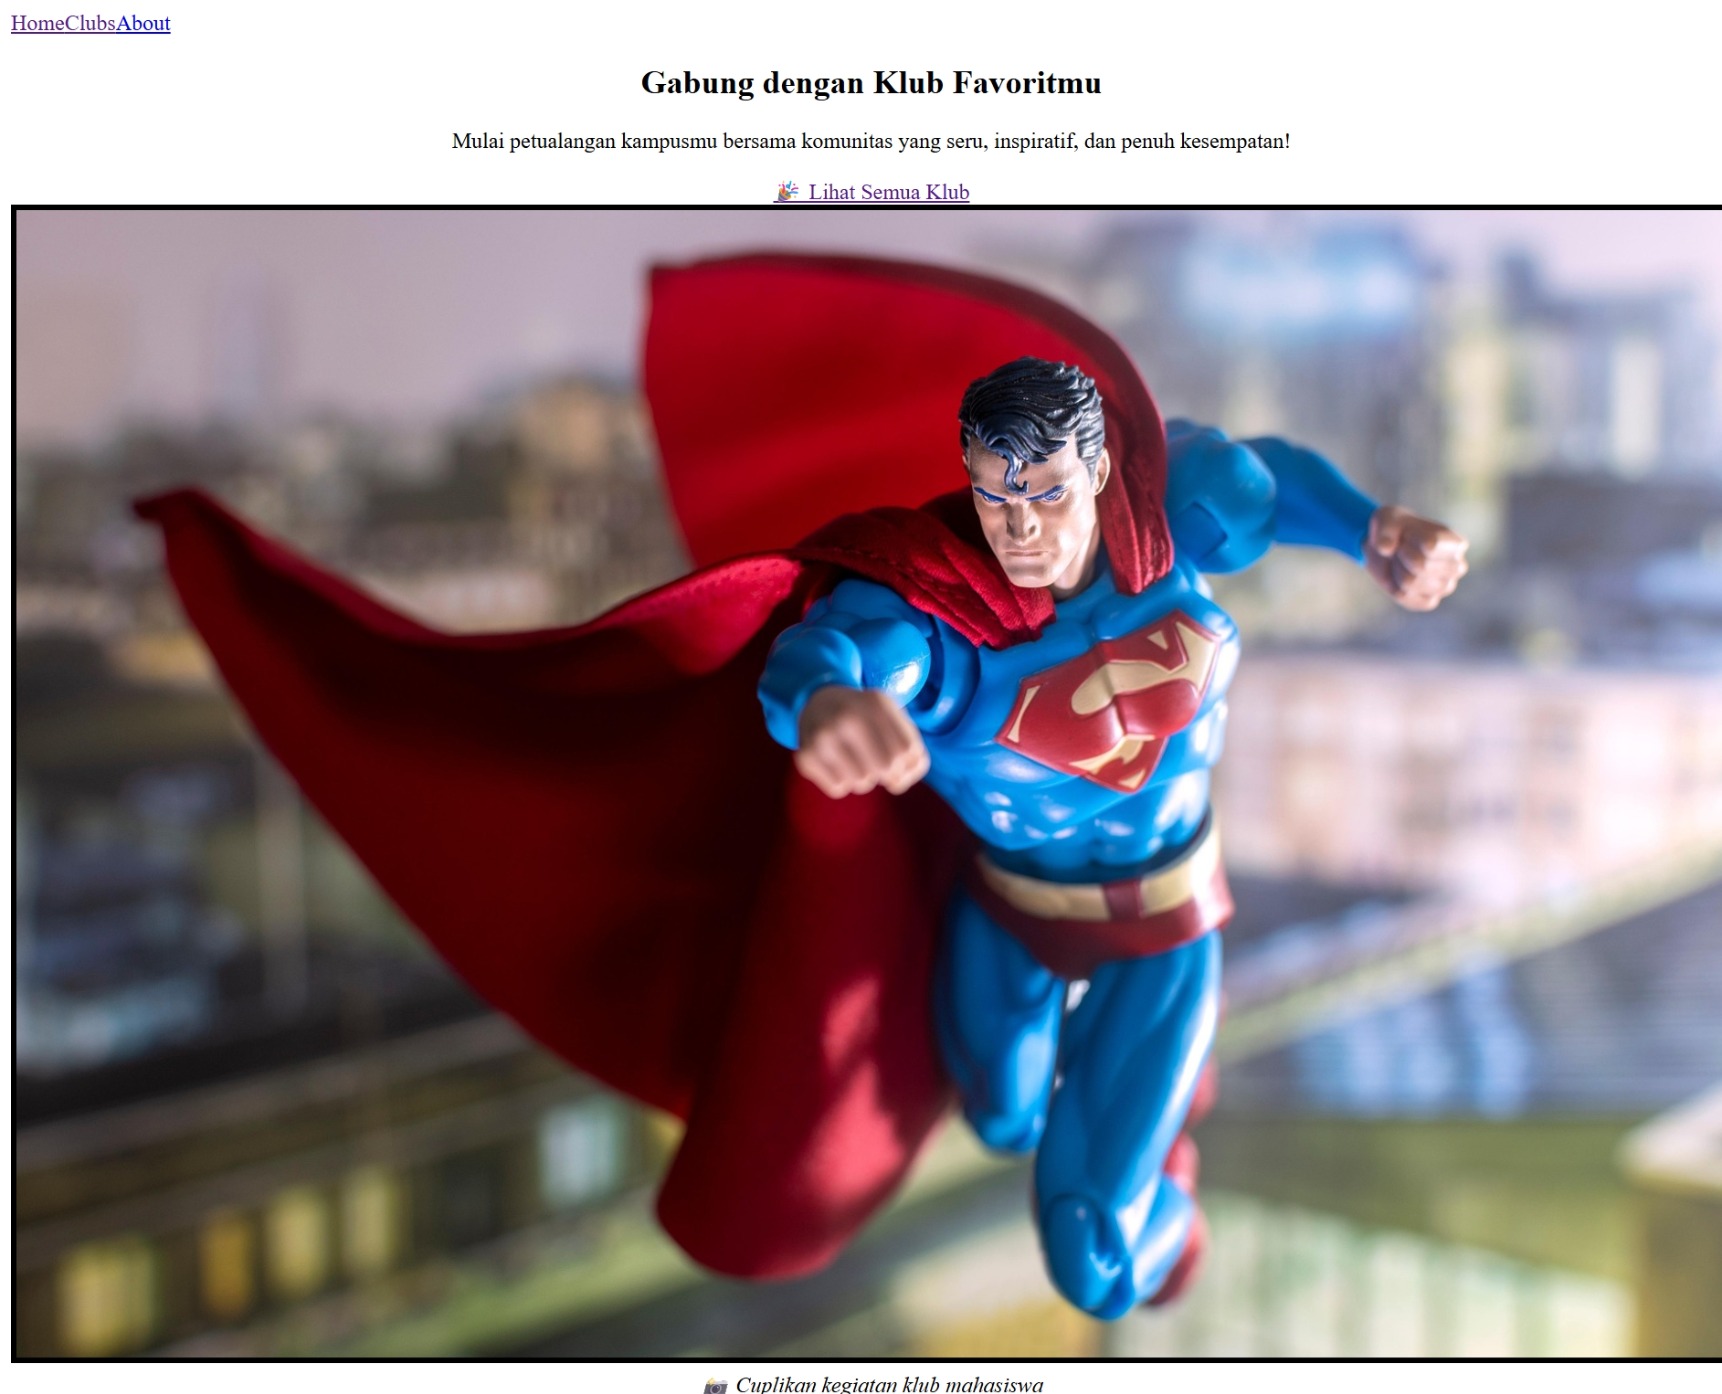 HomeClubsAbout
Gabung dengan Klub Favoritmu
Mulai petualangan kampusmu bersama komunitas yang seru, inspiratif, dan penuh kesempatan!
🎉 Lihat Semua Klub
📸 Cuplikan kegiatan klub mahasiswa